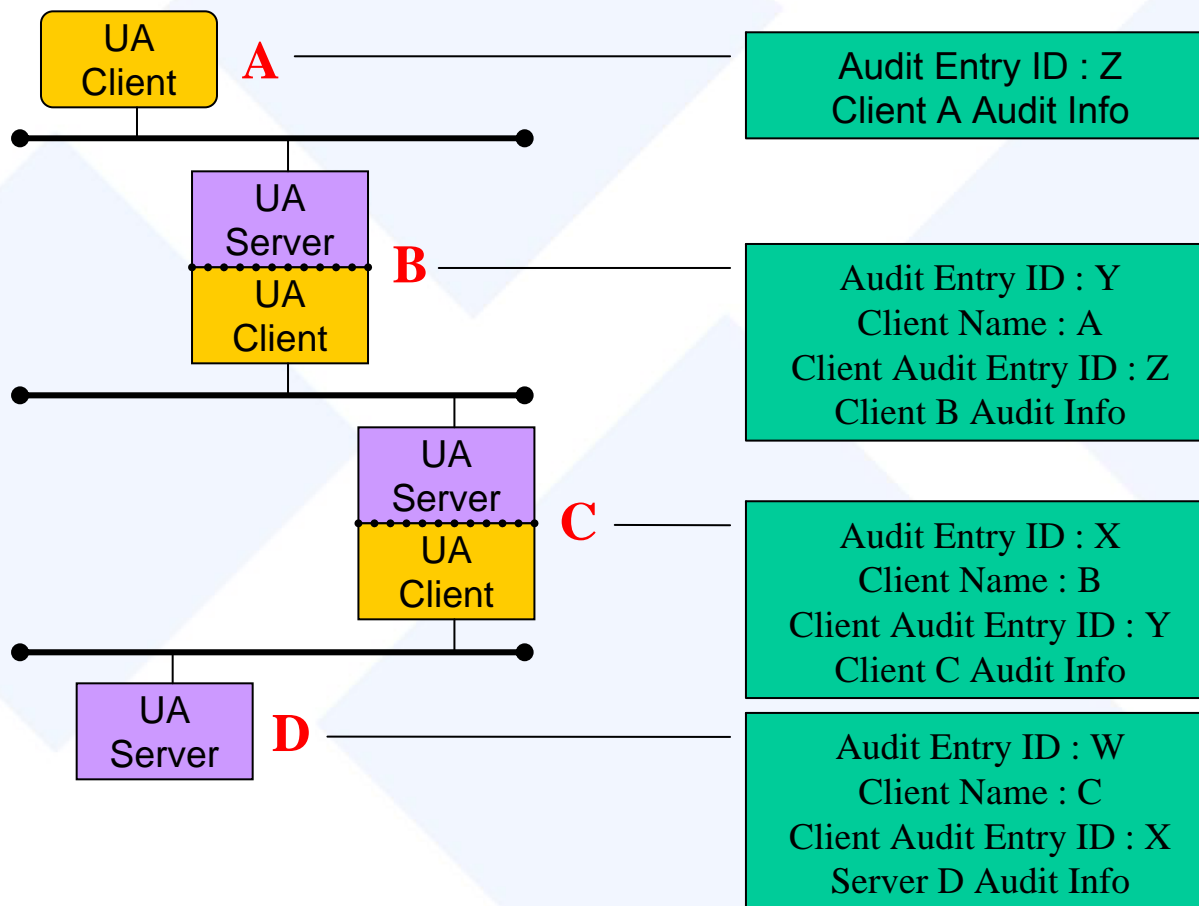 UA
Client
A
Audit Entry ID : Z
Client A Audit Info
UA
Server
UA
Client
B
Audit Entry ID : Y
Client Name : A
Client Audit Entry ID : Z
Client B Audit Info
UA
Server
UA
Client
C
Audit Entry ID : X
Client Name : B
Client Audit Entry ID : Y
Client C Audit Info
UA
Server
D
Audit Entry ID : W
Client Name : C
Client Audit Entry ID : X
Server D Audit Info